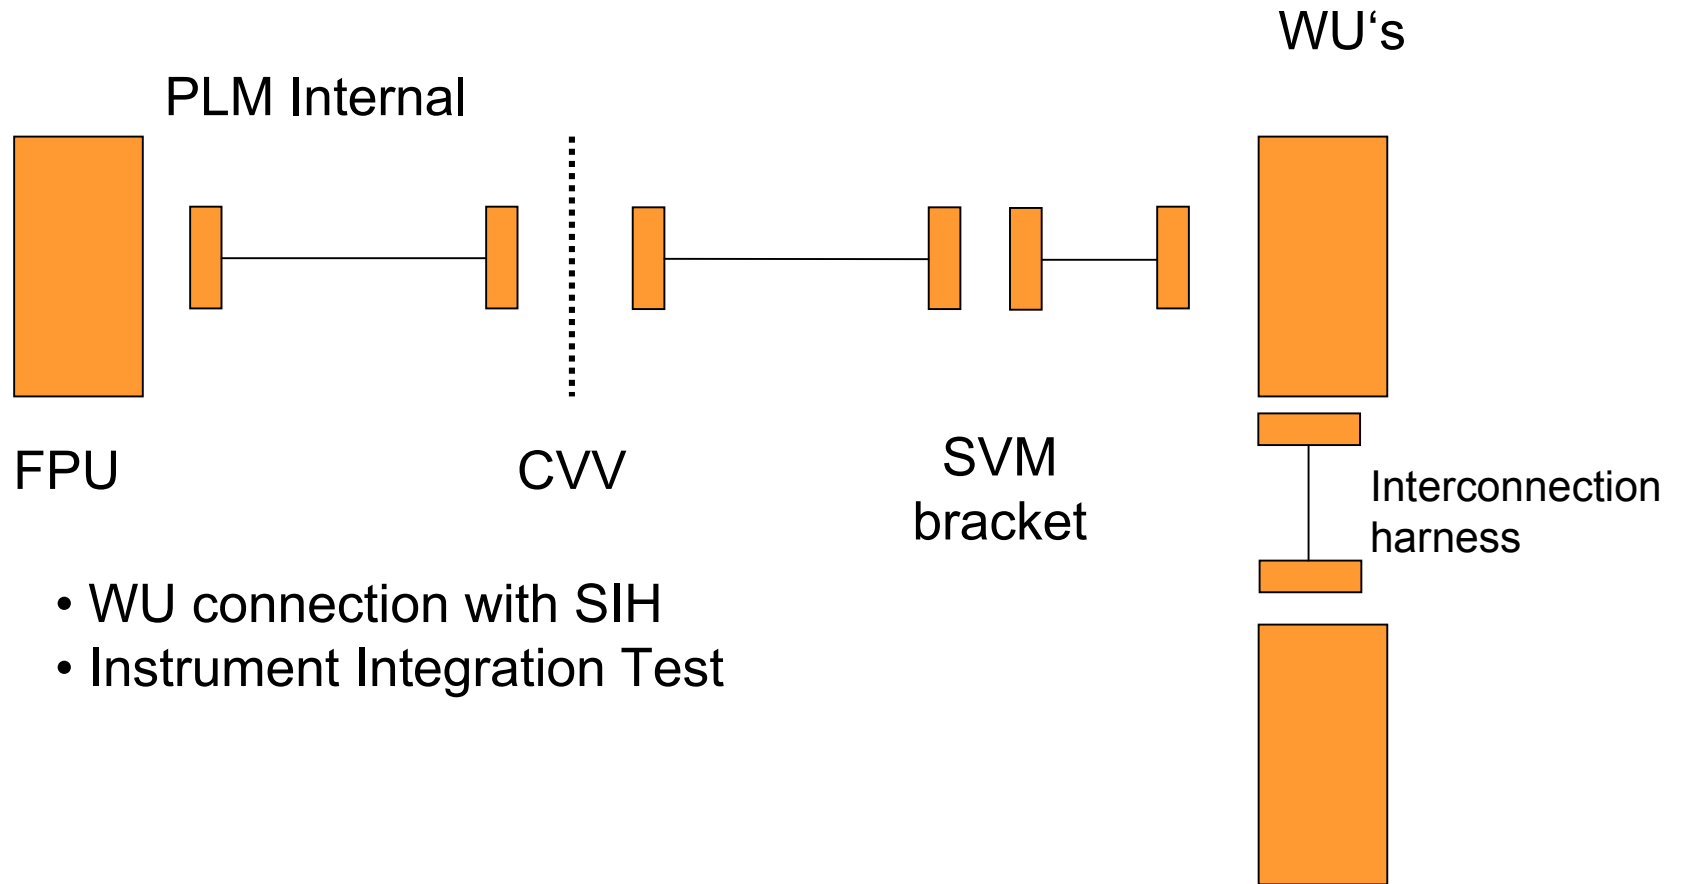 WU‘s
PLM Internal
FPU
CVV
SVM
bracket
Interconnection
harness
• WU connection with SIH
• Instrument Integration Test